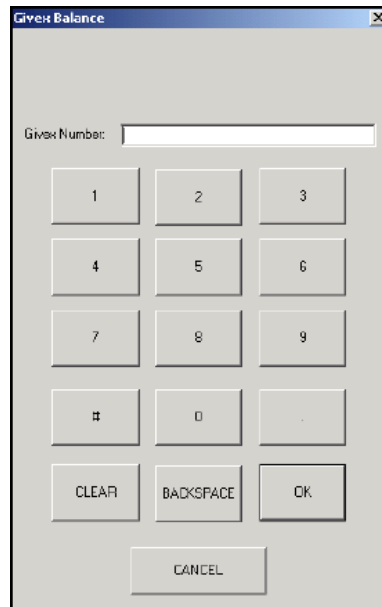 Givex Balance
Givex Number:
1 2 3
4 5 6
7 8 9
# 0 .
CLEAR BACKSPACE OK
CANCEL